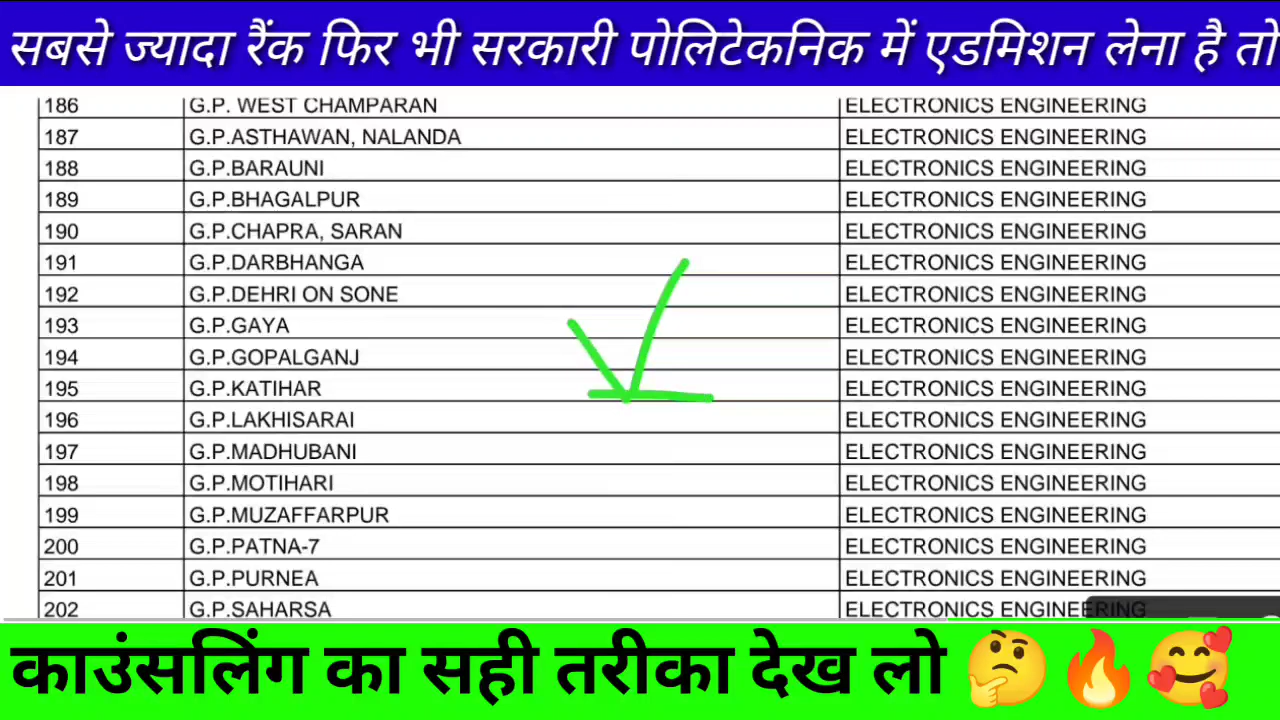 सबसे ज्यादा रैंक फिर भी सरकारी पोलिटेकनिक में एडमिशन लेना है तो
186 G.P. WEST CHAMPARAN ELECTRONICS ENGINEERING
187 G.P.ASTHAWAN, NALANDA ELECTRONICS ENGINEERING
188 G.P.BARAUNI ELECTRONICS ENGINEERING
189 G.P.BHAGALPUR ELECTRONICS ENGINEERING
190 G.P.CHAPRA, SARAN ELECTRONICS ENGINEERING
191 G.P.DARBHANGA ELECTRONICS ENGINEERING
192 G.P.DEHRI ON SONE ELECTRONICS ENGINEERING
193 G.P.GAYA ELECTRONICS ENGINEERING
194 G.P.GOPALGANJ ELECTRONICS ENGINEERING
195 G.P.KATIHAR ELECTRONICS ENGINEERING
196 G.P.LAKHISARAI ELECTRONICS ENGINEERING
197 G.P.MADHUBANI ELECTRONICS ENGINEERING
198 G.P.MOTIHARI ELECTRONICS ENGINEERING
199 G.P.MUZAFFARPUR ELECTRONICS ENGINEERING
200 G.P.PATNA-7 ELECTRONICS ENGINEERING
201 G.P.PURNEA ELECTRONICS ENGINEERING
202 G.P.SAHARSA ELECTRONICS ENGINEERING
काउंसलिंग का सही तरीका देख लो 🤔🔥🥰